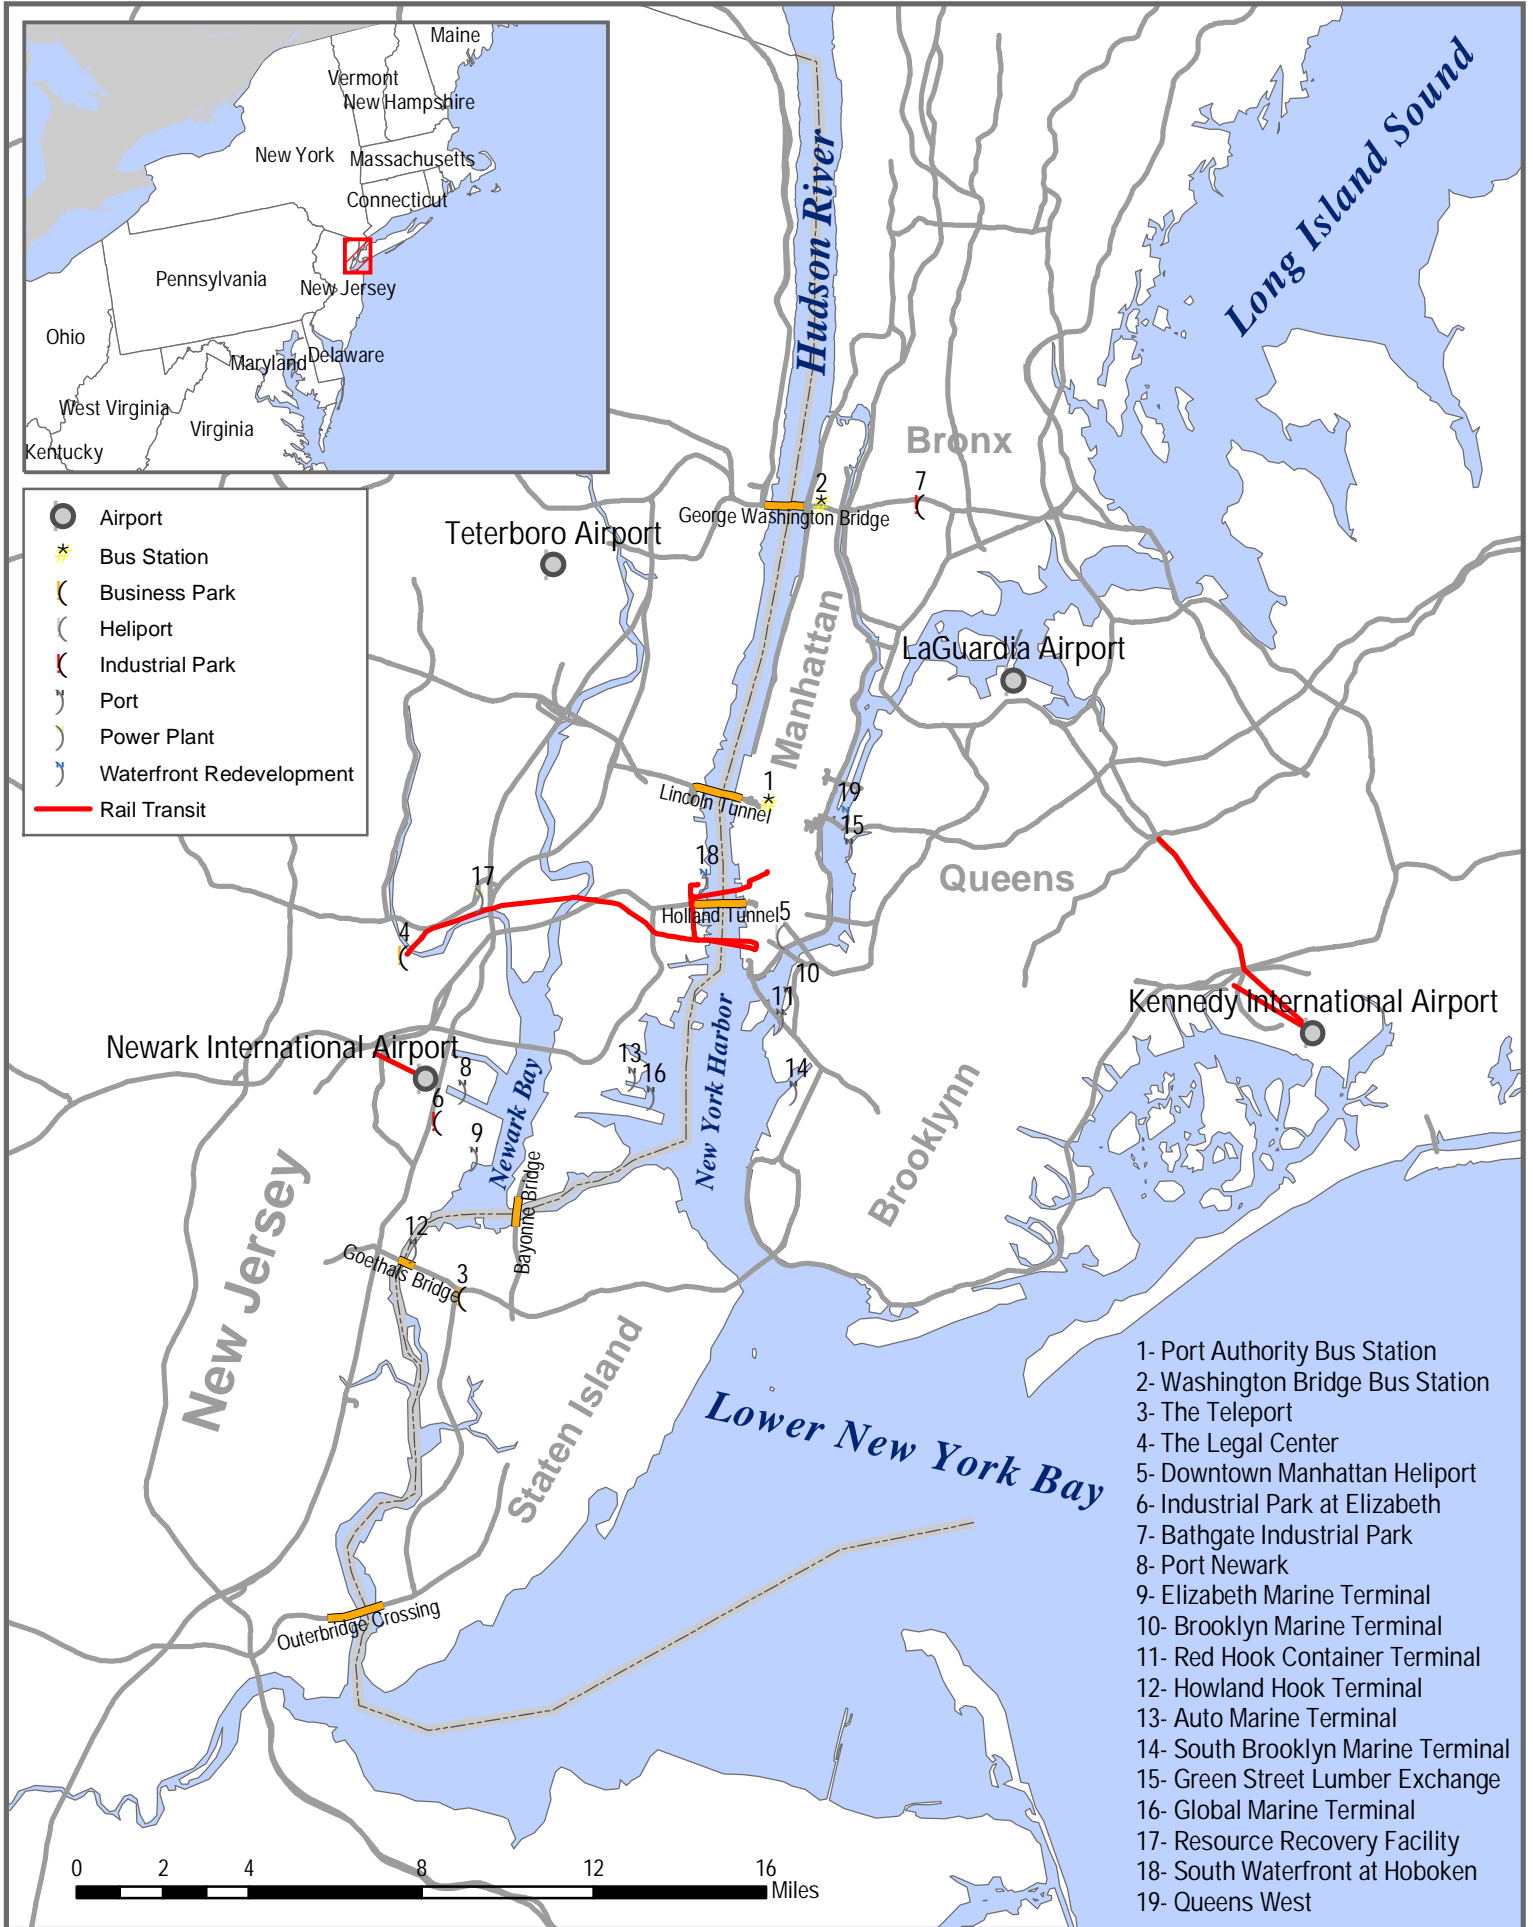 Maine
Vermont
New Hampshire
New York
Massachusetts
Connecticut
Pennsylvania
New Jersey
Ohio
Maryland
Delaware
West Virginia
Virginia
Kentucky
Airport
Bus Station
Business Park
Heliport
Industrial Park
Port
Power Plant
Waterfront Redevelopment
Rail Transit
Hudson River
Long Island Sound
Bronx
2
7
George Washington Bridge
Teterboro Airport
Manhattan
LaGuardia Airport
1
Lincoln Tunnel
19
15
18
17
Queens
Holland Tunnel
5
4
10
11
Kennedy International Airport
Newark International Airport
8
6
13
16
14
New York Harbor
Newark Bay
9
Brooklynn
Bayonne Bridge
12
Goethals Bridge
3
New Jersey
Staten Island
Lower New York Bay
Outerbridge Crossing
1- Port Authority Bus Station
2- Washington Bridge Bus Station
3- The Teleport
4- The Legal Center
5- Downtown Manhattan Heliport
6- Industrial Park at Elizabeth
7- Bathgate Industrial Park
8- Port Newark
9- Elizabeth Marine Terminal
10- Brooklyn Marine Terminal
11- Red Hook Container Terminal
12- Howland Hook Terminal
13- Auto Marine Terminal
14- South Brooklyn Marine Terminal
15- Green Street Lumber Exchange
16- Global Marine Terminal
17- Resource Recovery Facility
18- South Waterfront at Hoboken
19- Queens West
0 2 4 8 12 16
Miles